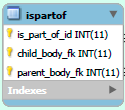 ispartof
is_part_of_id INT(11)
child_body_fk INT(11)
parent_body_fk INT(11)
Indexes